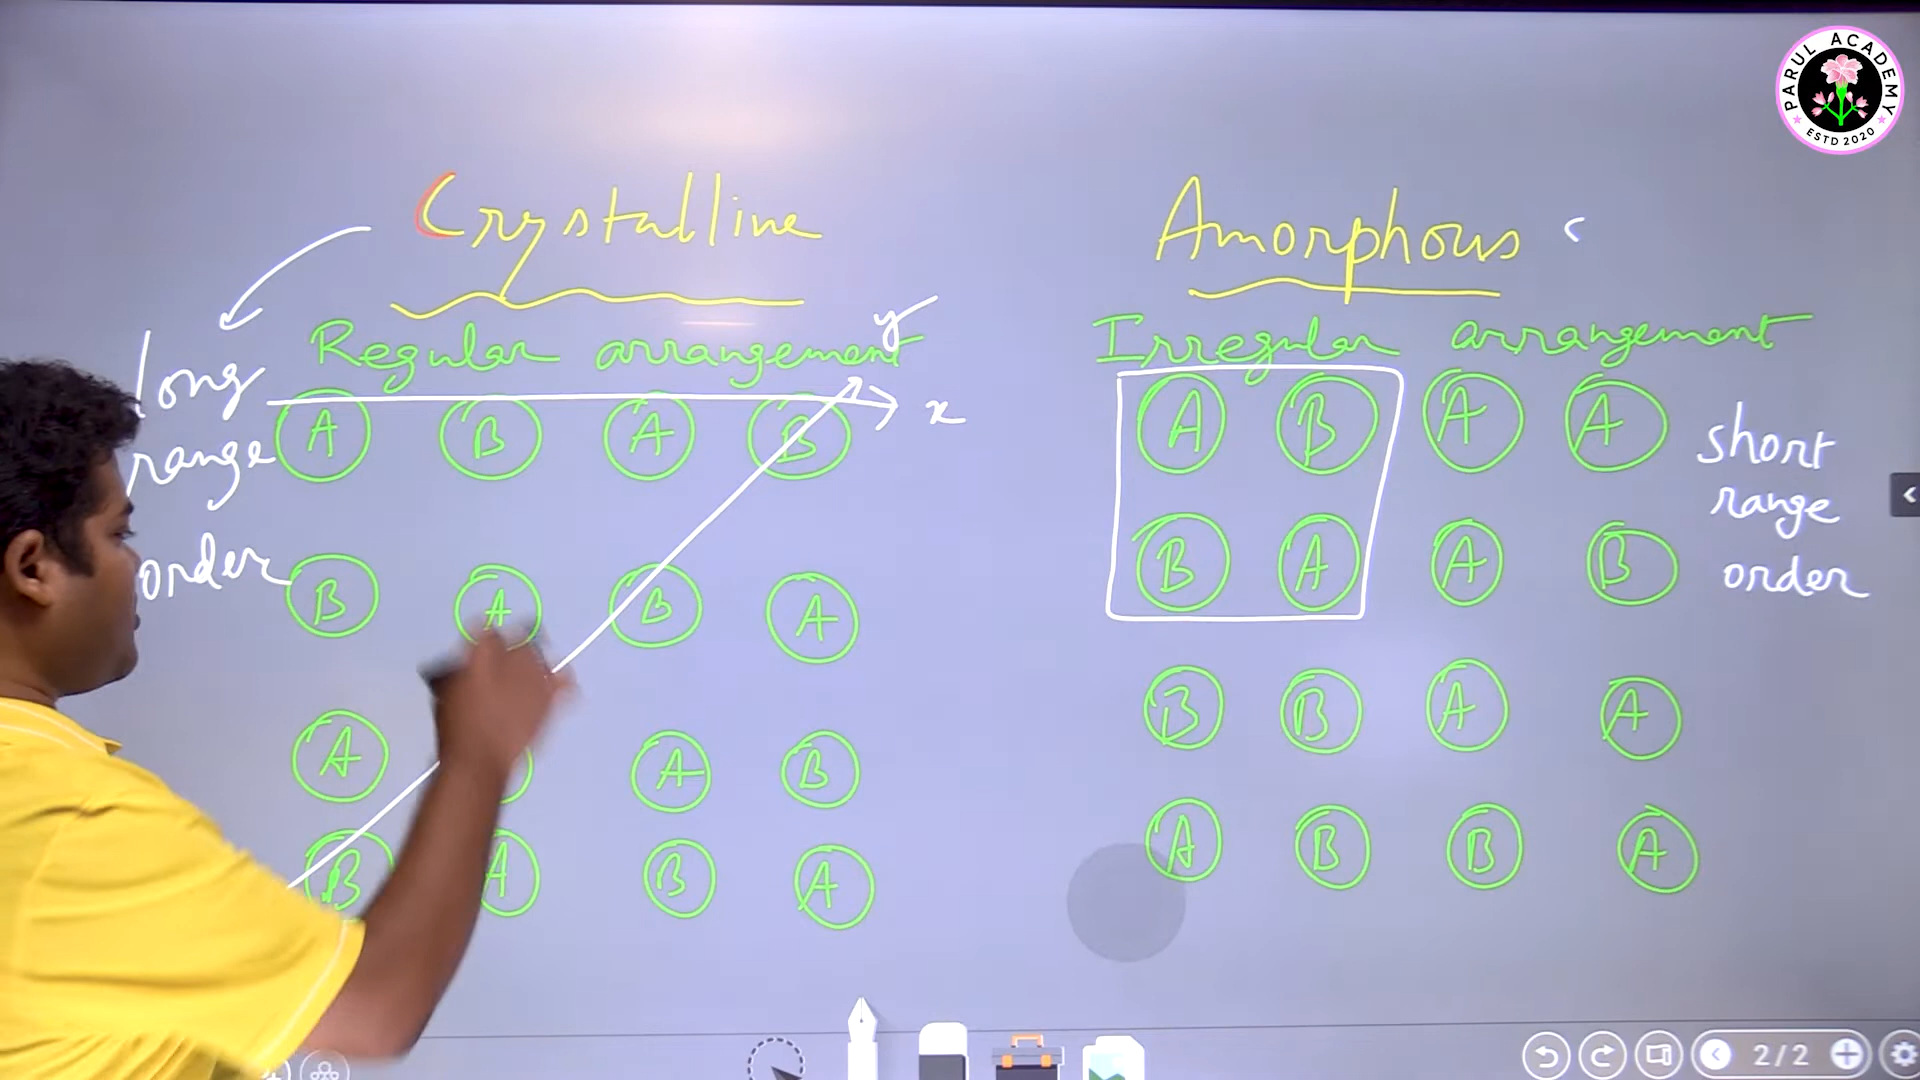 PARUL ACADEMY
ESTD 2020
Crystalline
Regular arrangement
long
range
order
y
x
A B A B
B A B A
A A B
B A B A
Amorphous
Irregular arrangement
A B A A
B A A B
B B A A
A B B A
short
range
order
2/2